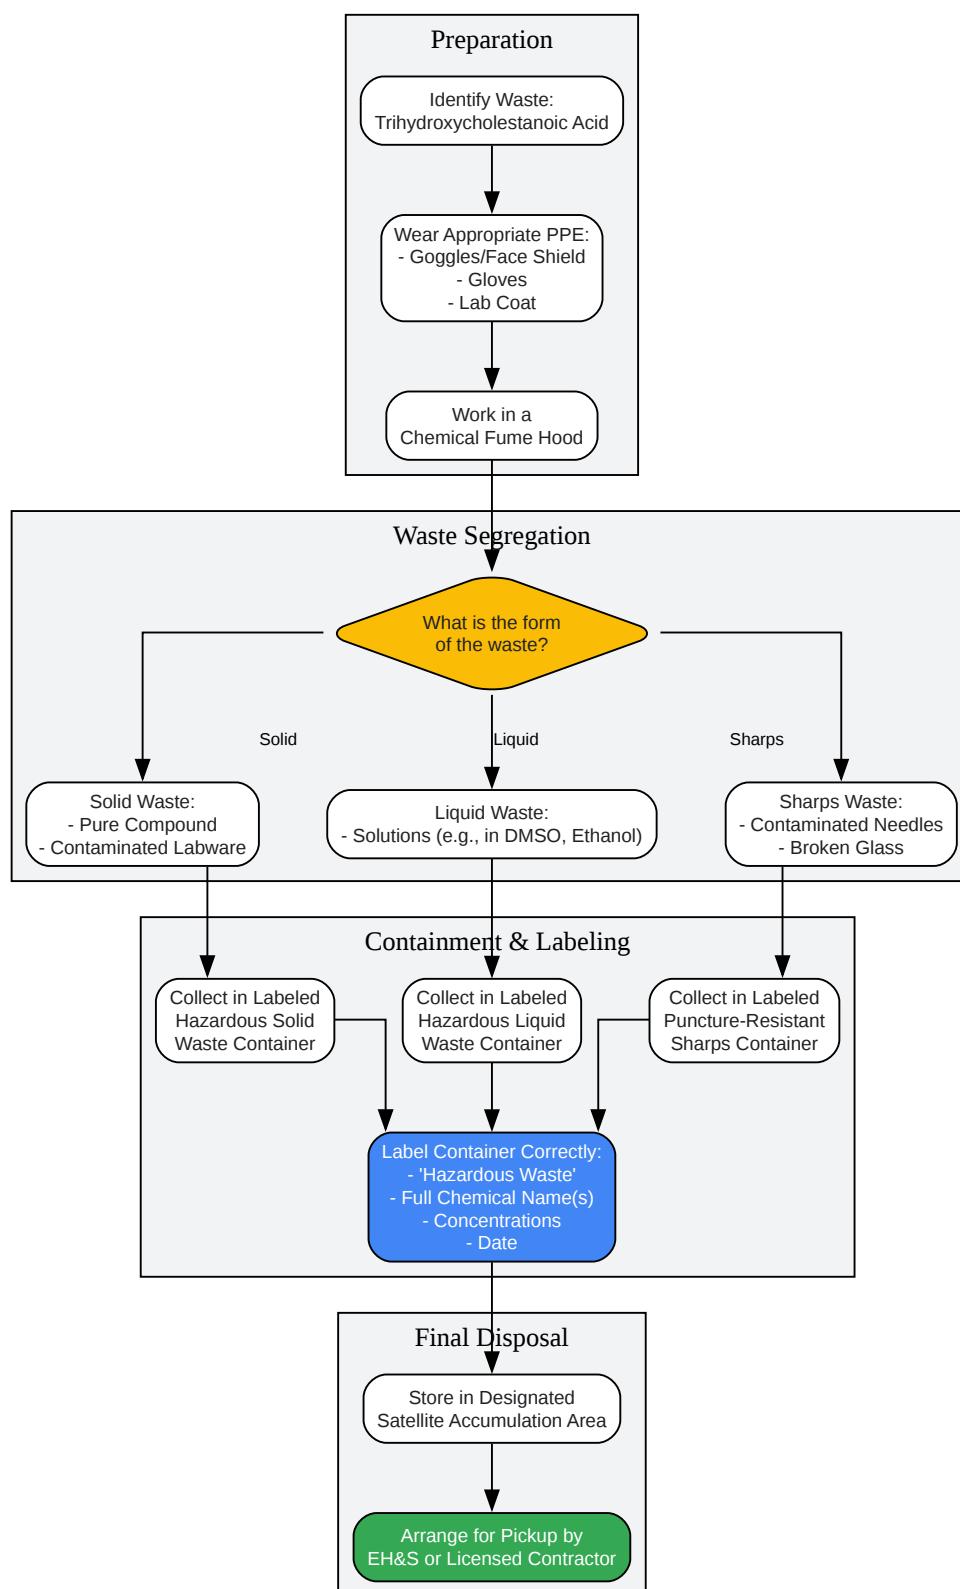 Preparation
Identify Waste:
Trihydroxycholestanoic Acid
Wear Appropriate PPE:
- Goggles/Face Shield
- Gloves
- Lab Coat
Work in a
Chemical Fume Hood
Waste Segregation
What is the form
of the waste?
Solid
Liquid
Sharps
Solid Waste:
- Pure Compound
- Contaminated Labware
Liquid Waste:
- Solutions (e.g., in DMSO, Ethanol)
Sharps Waste:
- Contaminated Needles
- Broken Glass
Containment & Labeling
Collect in Labeled
Hazardous Solid
Waste Container
Collect in Labeled
Hazardous Liquid
Waste Container
Collect in Labeled
Puncture-Resistant
Sharps Container
Label Container Correctly:
- 'Hazardous Waste'
- Full Chemical Name(s)
- Concentrations
- Date
Final Disposal
Store in Designated
Satellite Accumulation Area
Arrange for Pickup by
EH&S or Licensed Contractor